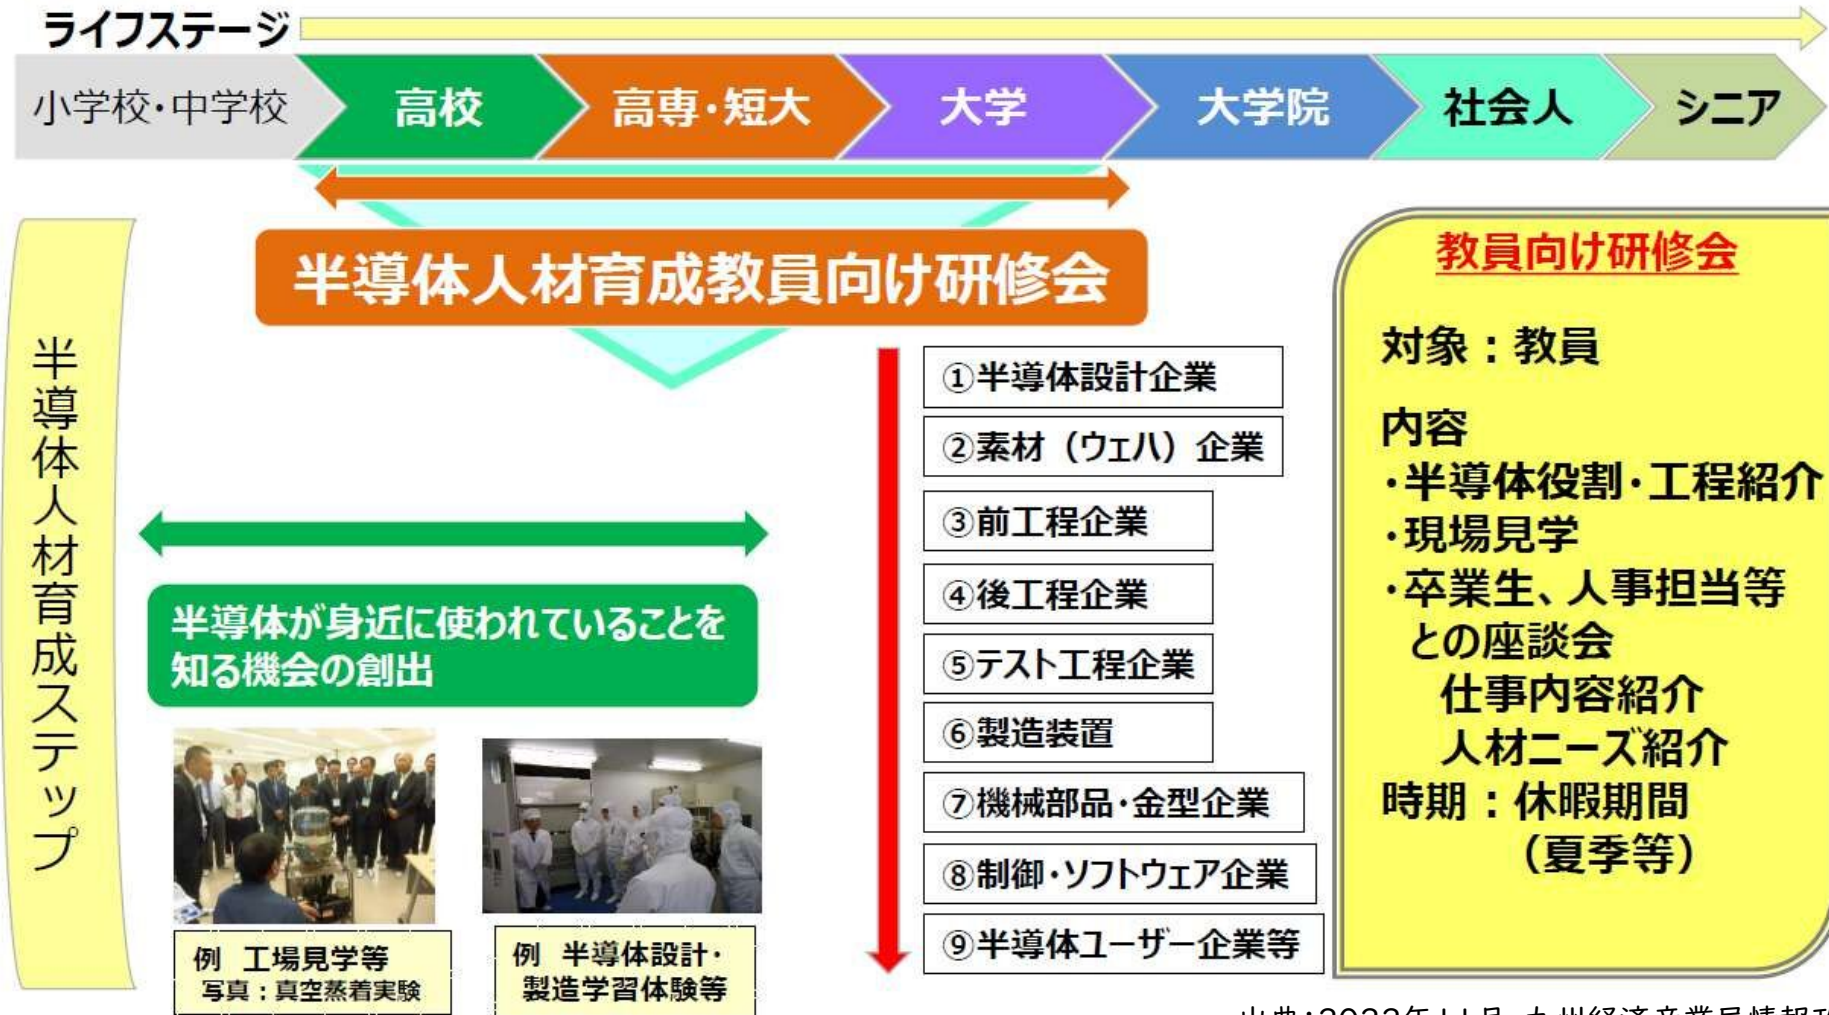 ライフステージ
小学校・中学校
高校
高専・短大
大学
大学院
社会人
シニア
半導体人材育成ステップ
半導体人材育成教員向け研修会
半導体が身近に使われていることを
知る機会の創出
例 工場見学等
写真：真空蒸着実験
例 半導体設計・
製造学習体験等
①半導体設計企業
②素材（ウェハ）企業
③前工程企業
④後工程企業
⑤テスト工程企業
⑥製造装置
⑦機械部品・金型企業
⑧制御・ソフトウェア企業
⑨半導体ユーザー企業等
教員向け研修会
対象：教員
内容
・半導体役割・工程紹介
・現場見学
・卒業生、人事担当等
との座談会
仕事内容紹介
人材ニーズ紹介
時期：休暇期間
（夏季等）